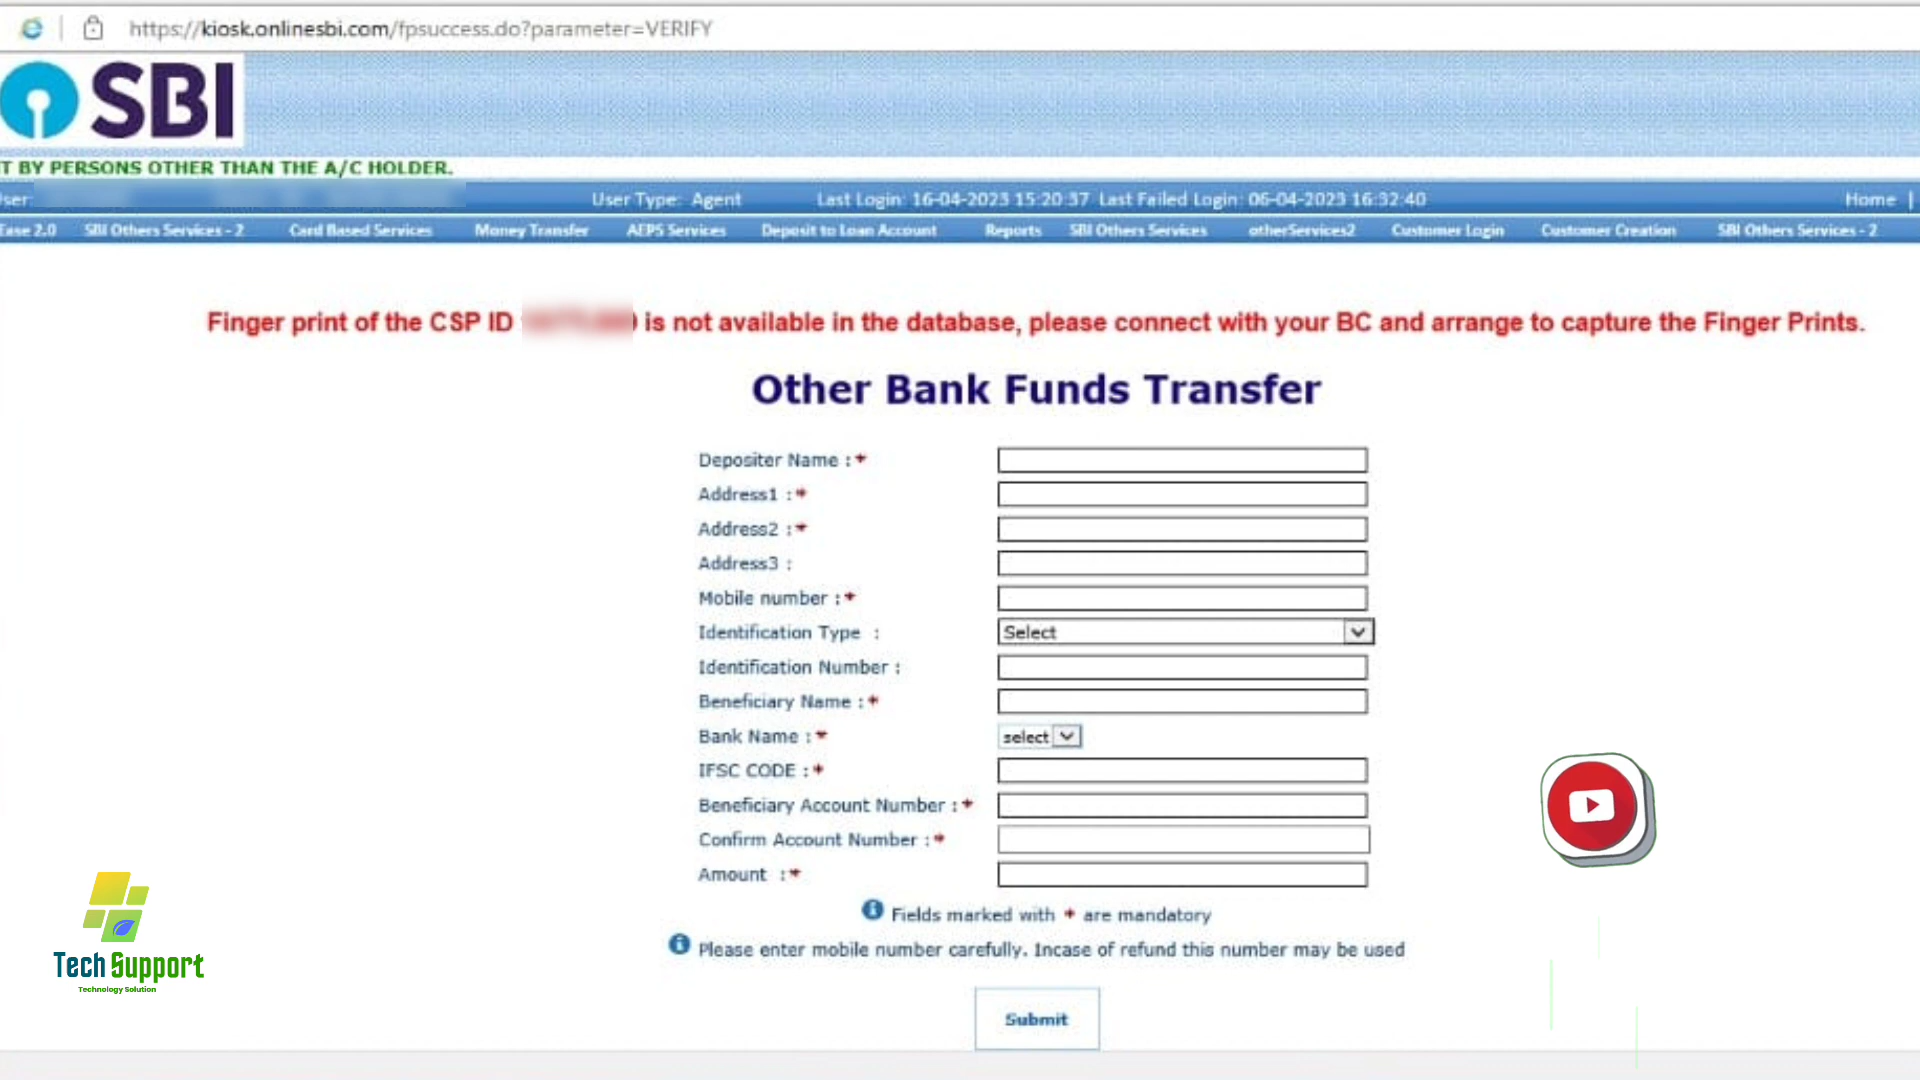 https://kiosk.onlinesbi.com/fpsuccess.do?parameter=VERIFY
SBI
T BY PERSONS OTHER THAN THE A/C HOLDER.
ser: User Type: Agent Last Login: 16-04-2023 15:20:37 Last Failed Login: 06-04-2023 16:32:40 Home |
Ease 2.0 SBI Others Services - 2 Card Based Services Money Transfer AEPS Services Deposit to Loan Account Reports SBI Others Services otherServices2 Customer Login Customer Creation SBI Others Services - 2
Finger print of the CSP ID is not available in the database, please connect with your BC and arrange to capture the Finger Prints.
Other Bank Funds Transfer
Depositer Name :*
Address1 :*
Address2 :*
Address3 :
Mobile number :*
Identification Type : Select
Identification Number :
Beneficiary Name :*
Bank Name :* select
IFSC CODE :*
Beneficiary Account Number :*
Confirm Account Number :*
Amount :*
Fields marked with * are mandatory
Please enter mobile number carefully. Incase of refund this number may be used
Submit
Tech Support
Technology Solution